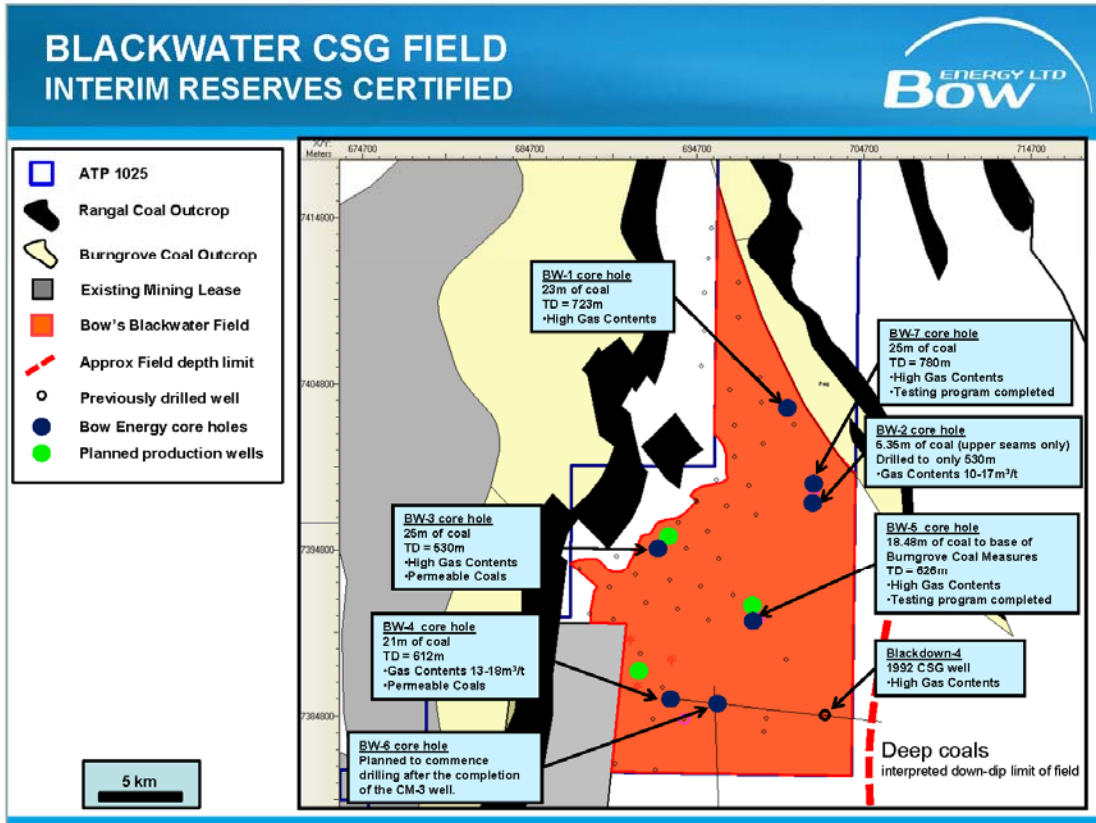 BLACKWATER CSG FIELD
INTERIM RESERVES CERTIFIED
ENERGY LTD
BOW
ATP 1025
Rangal Coal Outcrop
Burngrove Coal Outcrop
Existing Mining Lease
Bow's Blackwater Field
Approx Field depth limit
Previously drilled well
Bow Energy core holes
Planned production wells
5 km
X/Y:
Meters
674700
684700
694700
704700
714700
7414800
7404800
7394800
7384800
BW-1 core hole
23m of coal
TD = 723m
•High Gas Contents
BW-7 core hole
25m of coal
TD = 780m
•High Gas Contents
•Testing program completed
BW-2 core hole
5.35m of coal (upper seams only)
Drilled to only 530m
•Gas Contents 10-17m³/t
BW-3 core hole
25m of coal
TD = 530m
•High Gas Contents
•Permeable Coals
BW-5 core hole
18.48m of coal to base of
Burngrove Coal Measures
TD = 626m
•High Gas Contents
•Testing program completed
BW-4 core hole
21m of coal
TD = 612m
•Gas Contents 13-18m³/t
•Permeable Coals
Blackdown-4
1992 CSG well
•High Gas Contents
BW-6 core hole
Planned to commence
drilling after the completion
of the CM-3 well.
Deep coals
interpreted down-dip limit of field